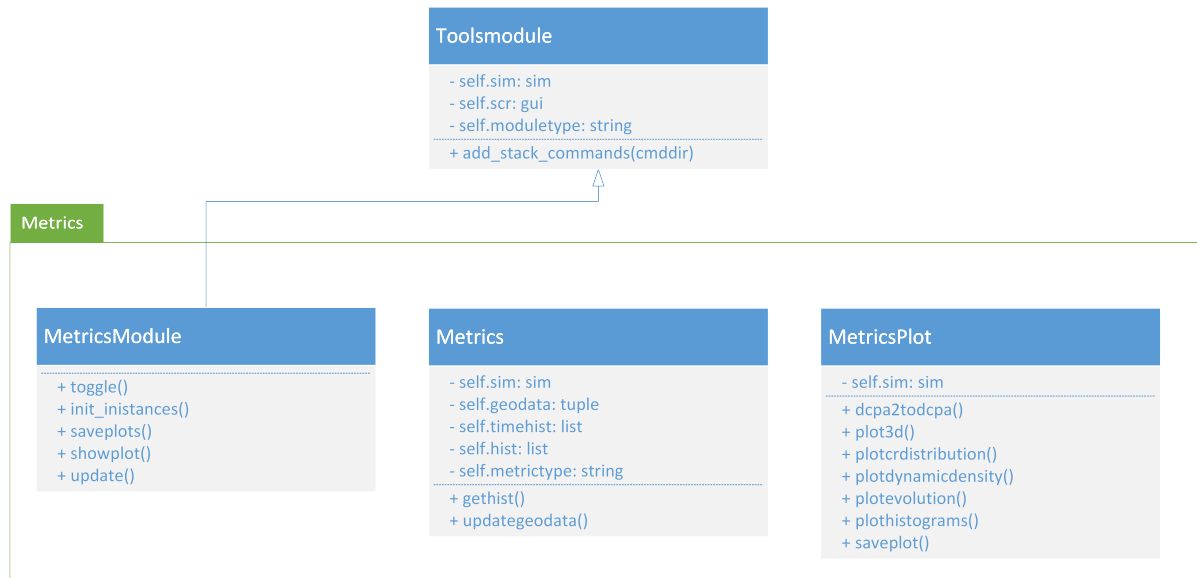 Toolsmodule
- self.sim: sim
- self.scr: gui
- self.moduletype: string
+ add_stack_commands(cmddir)
Metrics
MetricsModule
+ toggle()
+ init_inistances()
+ saveplots()
+ showplot()
+ update()
Metrics
- self.sim: sim
- self.geodata: tuple
- self.timehist: list
- self.hist: list
- self.metrictype: string
+ gethist()
+ updategeodata()
MetricsPlot
- self.sim: sim
+ dcpa2todcpa()
+ plot3d()
+ plotcrdistribution()
+ plotdynamicdensity()
+ plotevolution()
+ plothistograms()
+ saveplot()